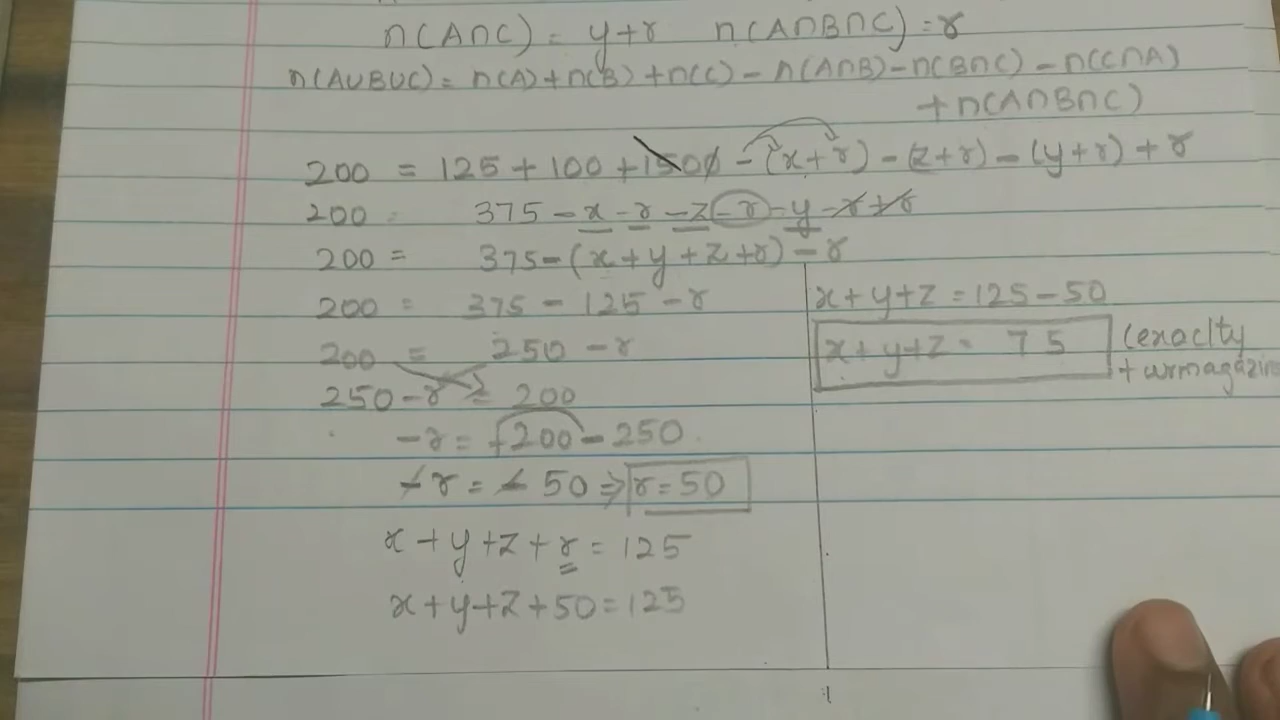 n(A∩C) = y+r n(A∩B∩C) = r
n(A∪B∪C) = n(A) + n(B) + n(C) - n(A∩B) - n(B∩C) - n(C∩A)
+ n(A∩B∩C)
200 = 125 + 100 + 150 - (x+r) - (z+r) - (y+r) + r
200 = 375 - x - r - z - r - y - r + r
200 = 375 - (x + y + z + r) - r
200 = 375 - 125 - r
200 = 250 - r
250 - r = 200
- r = +200 - 250
- r = - 50 ⇒ r = 50
x + y + z + r = 125
x + y + z + 50 = 125
x + y + z = 125 - 50
x + y + z = 75 (exaclty